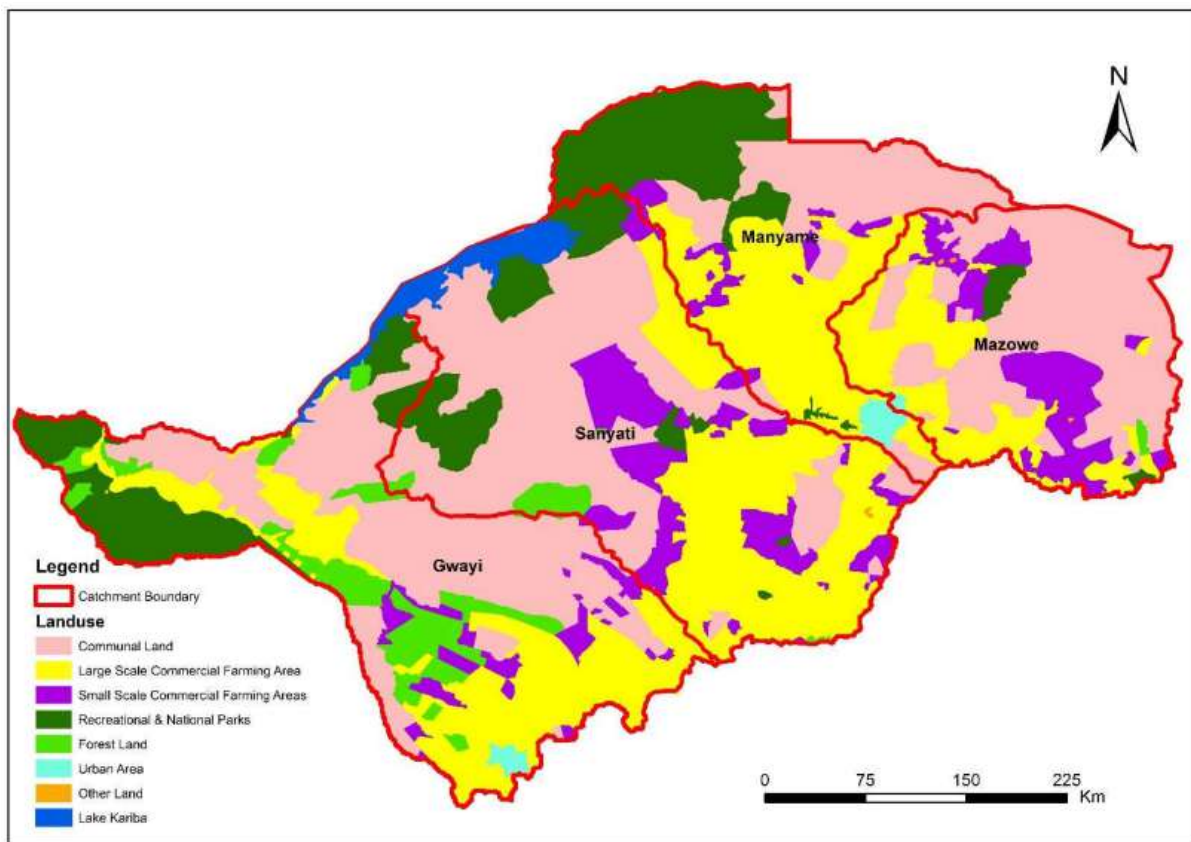 N
Manyame
Mazowe
Sanyati
Gwayi
Legend
Catchment Boundary
Landuse
Communal Land
Large Scale Commercial Farming Area
Small Scale Commercial Farming Areas
Recreational & National Parks
Forest Land
Urban Area
Other Land
Lake Kariba
0 75 150 225
Km